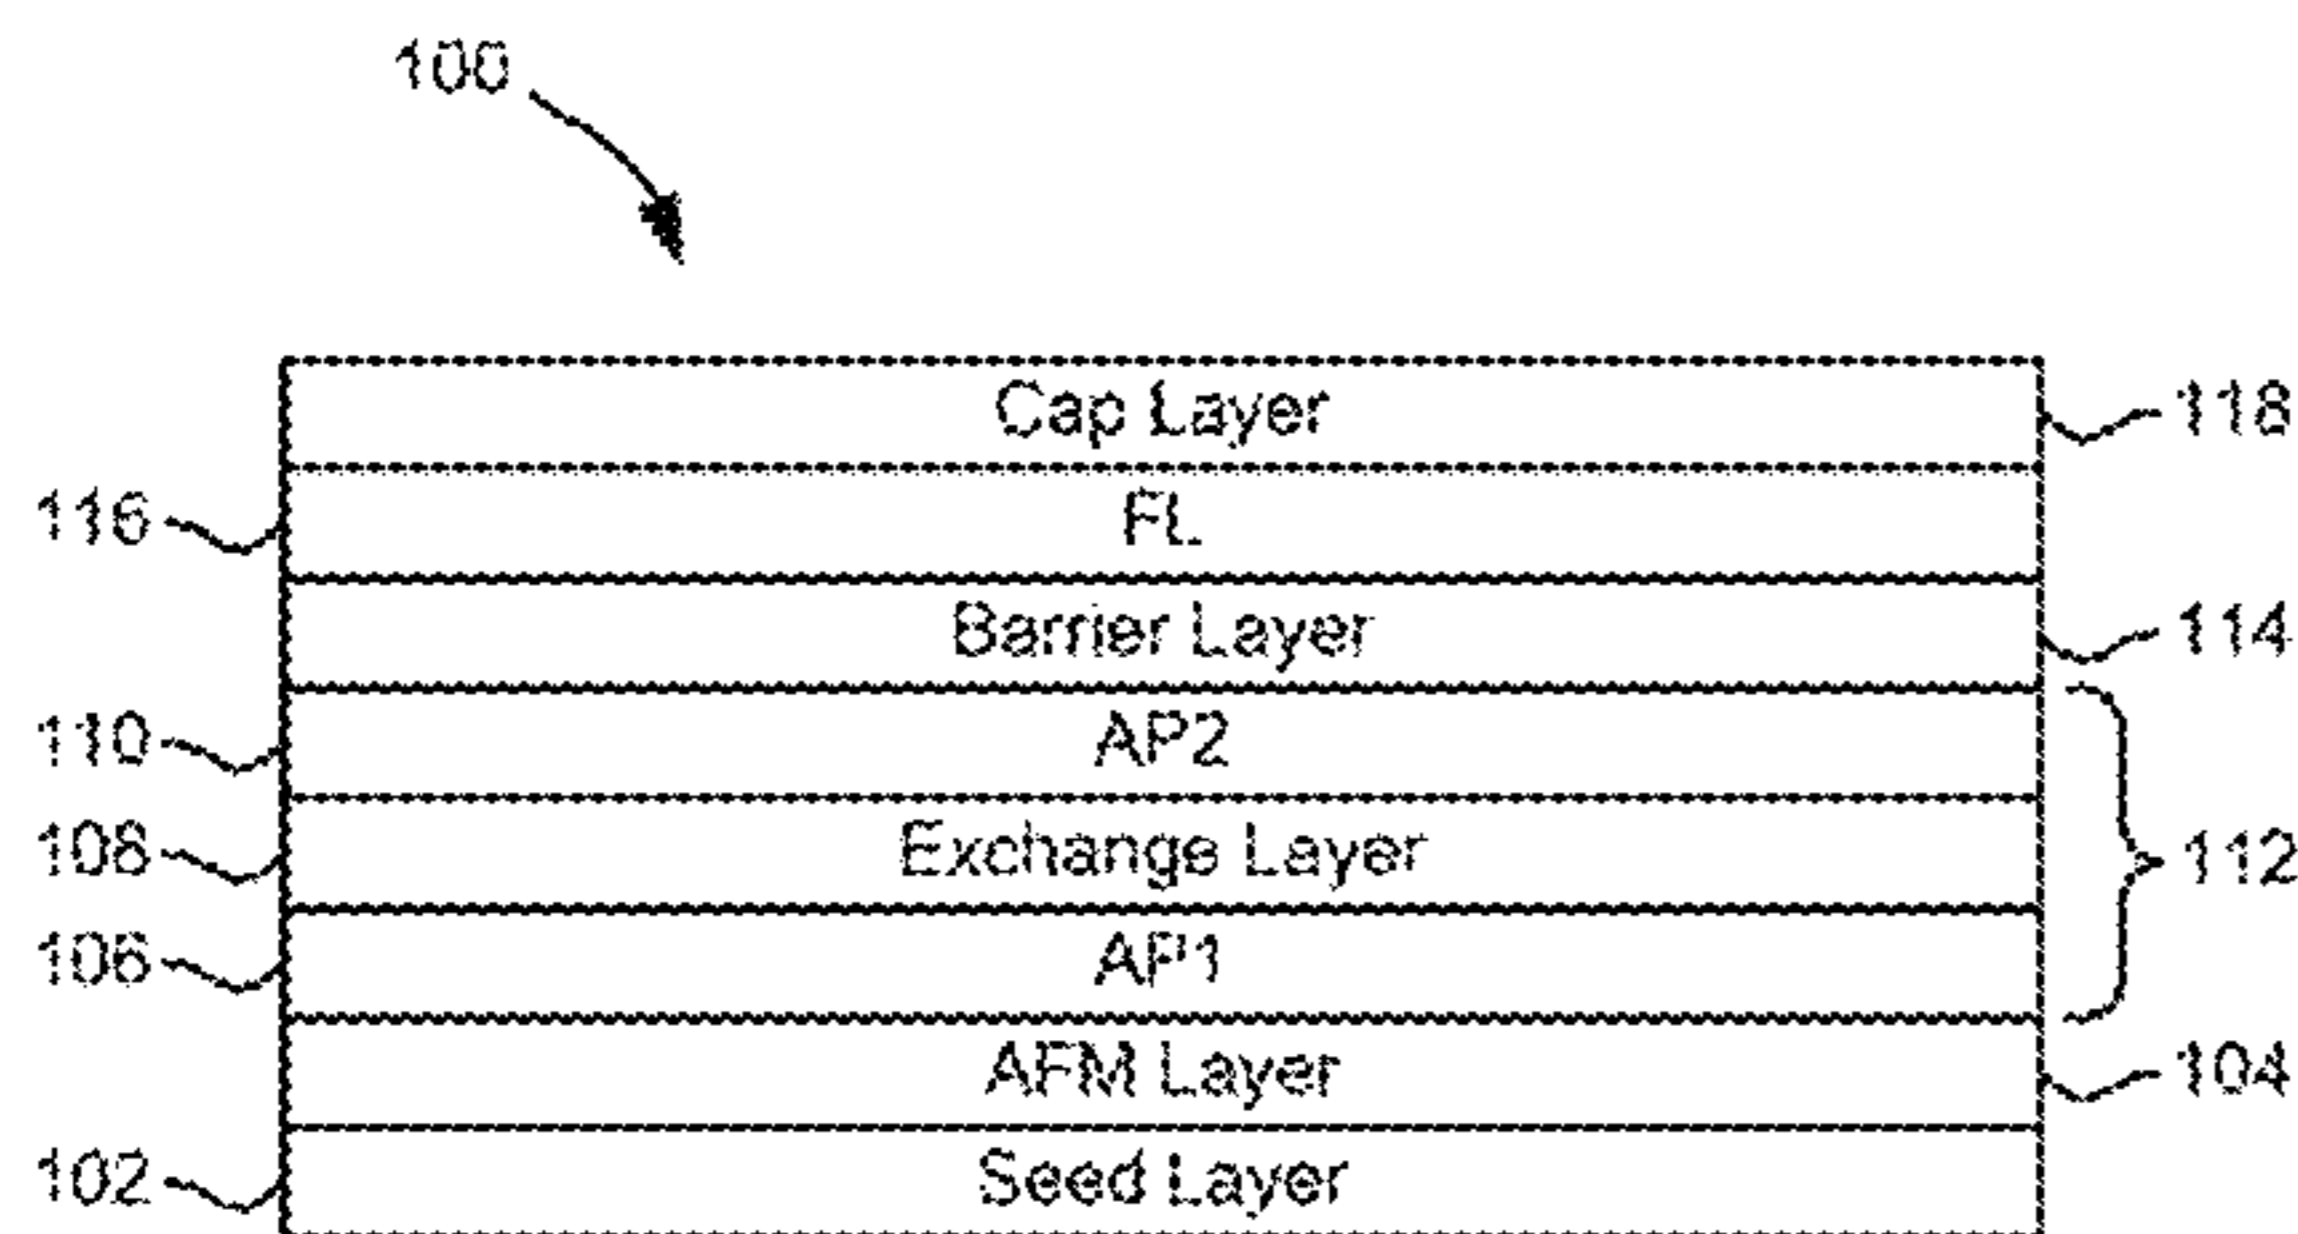 100
Cap Layer 118
116 FL
Barrier Layer 114
110 AP2
108 Exchange Layer 112
106 AP1
AFM Layer 104
102 Seed Layer